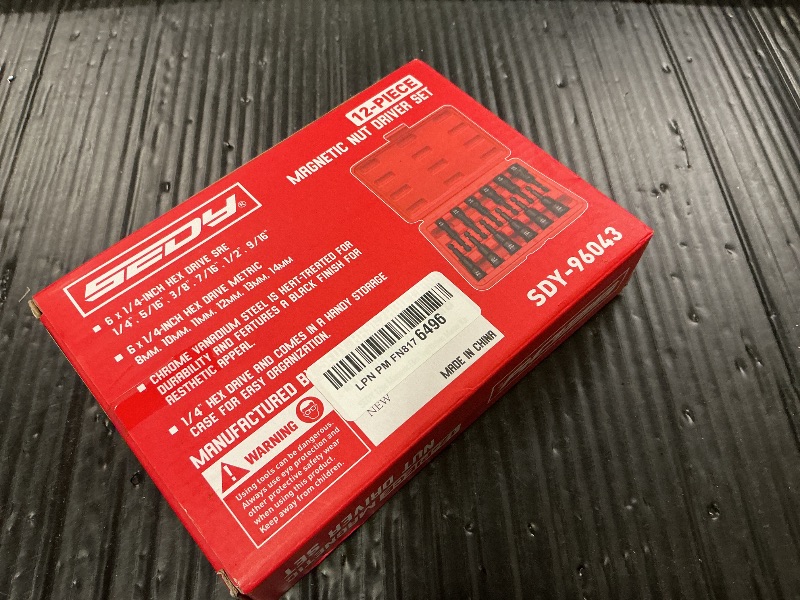 12-PIECE
MAGNETIC NUT DRIVER SET
SEDY®
■ 6 x 1/4-INCH HEX DRIVE SAE
1/4", 5/16", 3/8", 7/16", 1/2", 9/16"
■ 6 x 1/4-INCH HEX DRIVE METRIC
8MM, 10MM, 11MM, 12MM, 13MM, 14MM
■ CHROME VANADIUM STEEL IS HEAT-TREATED FOR
DURABILITY AND FEATURES A BLACK FINISH FOR
AESTHETIC APPEAL.
■ 1/4" HEX DRIVE AND COMES IN A HANDY STORAGE
CASE FOR EASY ORGANIZATION.
MANUFACTURED B
SDY-96043
LPN PM FN817 6496
NEW
MADE IN CHINA
WARNING
Using tools can be dangerous.
Always use eye protection and
other protective safety wear
when using this product.
Keep away from children.
NUT DRIVER SET